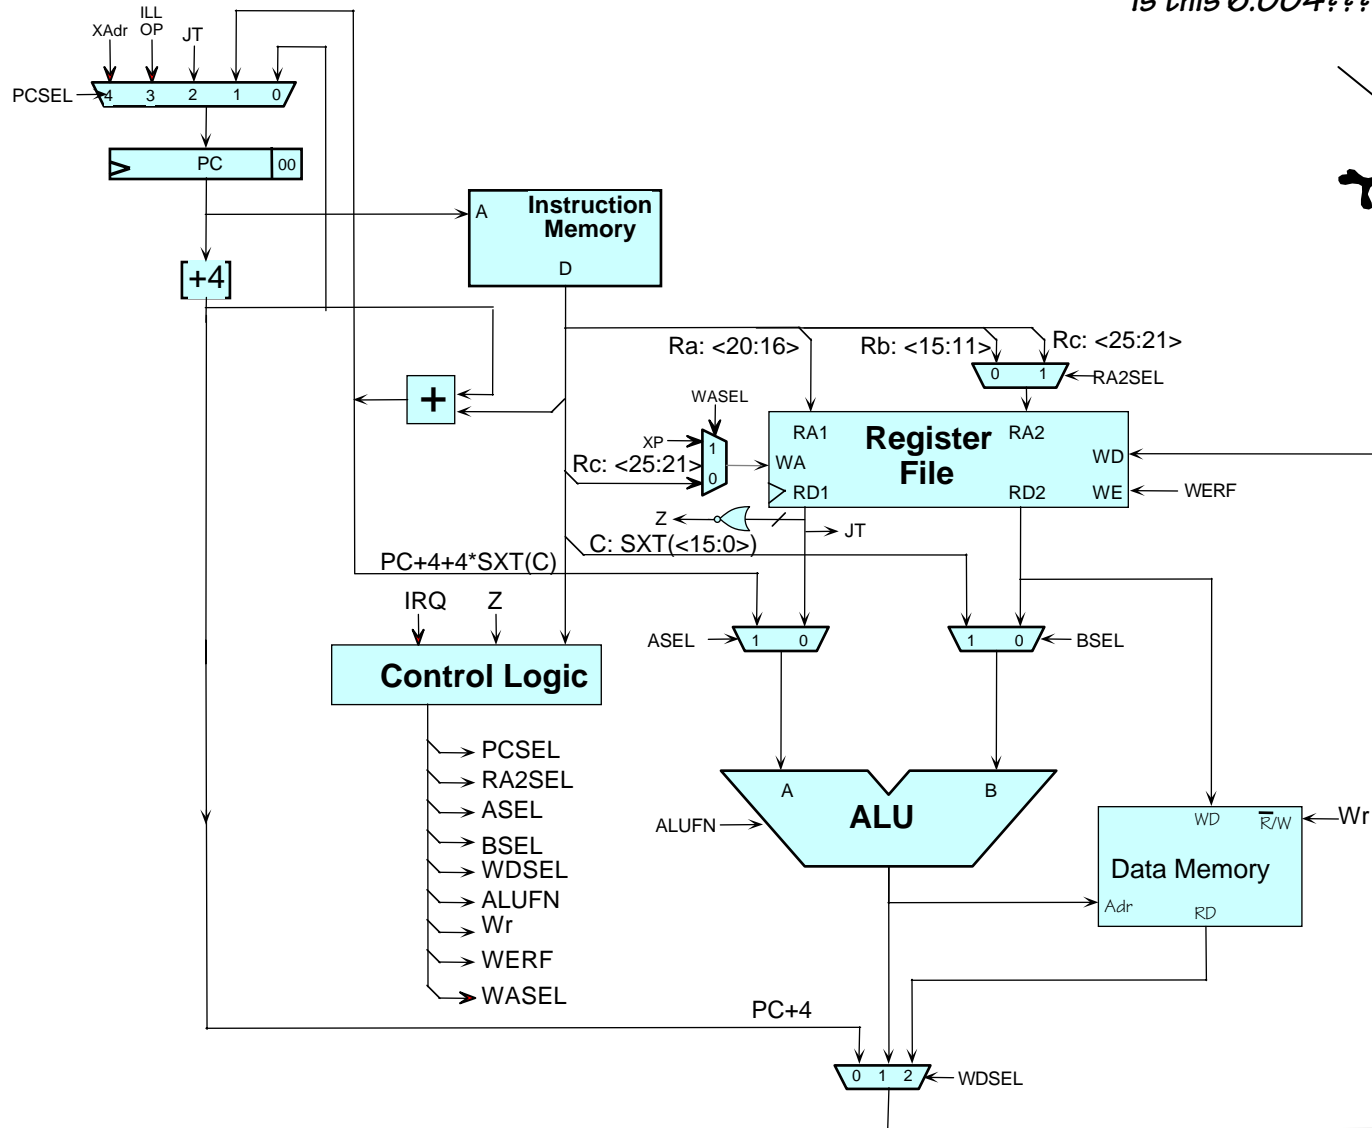 Is this 6.004???
XAdr
ILL
OP
JT
PCSEL
4 3 2 1 0
PC 00
A Instruction
Memory
D
[+4]
Ra: <20:16>
Rb: <15:11>
Rc: <25:21>
0 1
RA2SEL
+
WASEL
XP
Rc: <25:21>
1
0
RA1 Register RA2
File
WA
WD
RD1 RD2 WE
WERF
Z
JT
C: SXT(<15:0>)
PC+4+4*SXT(C)
IRQ Z
ASEL
1 0
1 0
BSEL
Control Logic
PCSEL
RA2SEL
ASEL
BSEL
WDSEL
ALUFN
Wr
WERF
WASEL
A B
ALU
ALUFN
WD R/W
Wr
Data Memory
Adr
RD
PC+4
0 1 2
WDSEL